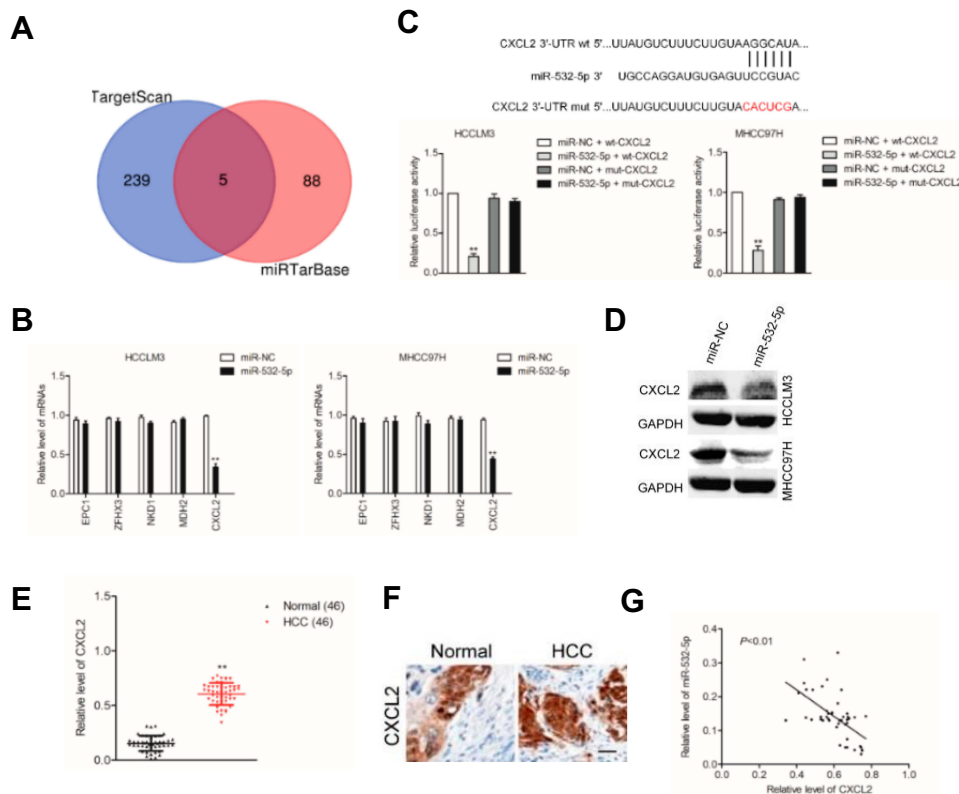 A
TargetScan
239
5
88
miRTarBase
B
HCCLM3
miR-NC
miR-532-5p
Relative level of mRNAs
1.5
1.0
0.5
0.0
**
EPC1
ZFHX3
NKD1
MDH2
CXCL2
MHCC97H
miR-NC
miR-532-5p
Relative level of mRNAs
1.5
1.0
0.5
0.0
**
EPC1
ZFHX3
NKD1
MDH2
CXCL2
C
CXCL2 3'-UTR wt 5'...UUAUGUCUUUCUUGUAAGGCAUA...
miR-532-5p 3' UGCCAGGAUGUGAGUUCCGUAC
CXCL2 3'-UTR mut 5'...UUAUGUCUUUCUUGUACACUCGA...
HCCLM3
miR-NC + wt-CXCL2
miR-532-5p + wt-CXCL2
miR-NC + mut-CXCL2
miR-532-5p + mut-CXCL2
Relative luciferase activity
1.5
1.0
0.5
0.0
**
MHCC97H
miR-NC + wt-CXCL2
miR-532-5p + wt-CXCL2
miR-NC + mut-CXCL2
miR-532-5p + mut-CXCL2
Relative luciferase activity
1.5
1.0
0.5
0.0
**
D
miR-NC
miR-532-5p
CXCL2
GAPDH
HCCLM3
CXCL2
GAPDH
MHCC97H
E
Relative level of CXCL2
1.5
1.0
0.5
0.0
Normal (46)
HCC (46)
**
F
Normal
HCC
CXCL2
G
P<0.01
Relative level of miR-532-5p
0.4
0.3
0.2
0.1
0.0
0.0
0.2
0.4
0.6
0.8
1.0
Relative level of CXCL2